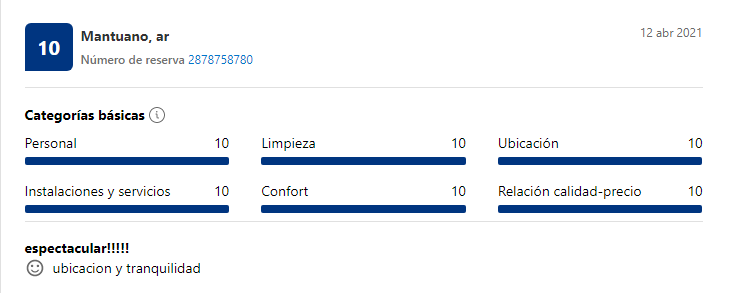 10
Mantuano, ar
12 abr 2021
Número de reserva 2878758780
Categorías básicas
Personal 10
Limpieza 10
Ubicación 10
Instalaciones y servicios 10
Confort 10
Relación calidad-precio 10
espectacular!!!!!
ubicacion y tranquilidad